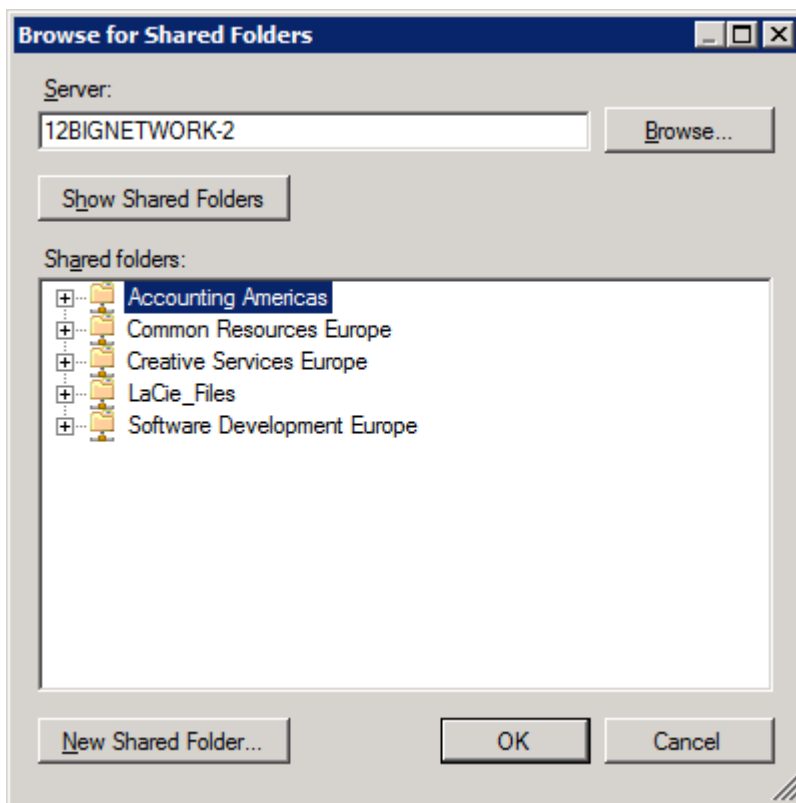 Browse for Shared Folders
Server:
12BIGNETWORK-2
Browse...
Show Shared Folders
Shared folders:
Accounting Americas
Common Resources Europe
Creative Services Europe
LaCie_Files
Software Development Europe
New Shared Folder...
OK
Cancel